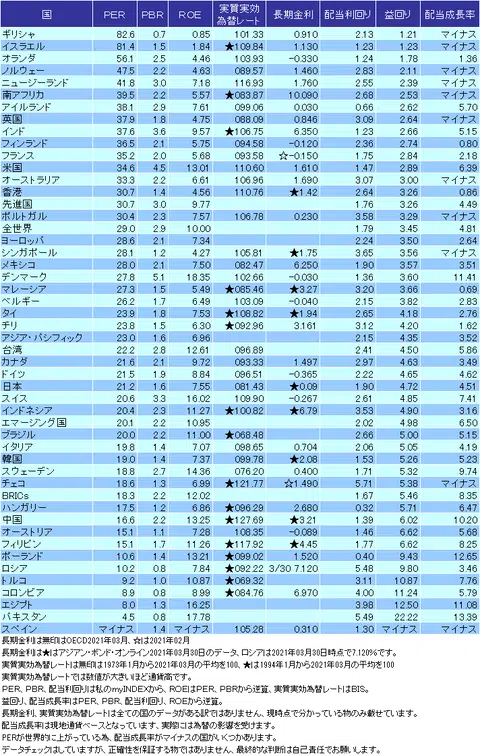 国 PER PBR ROE 実質実効為替レート 長期金利 配当利回り 益回り 配当成長率
ギリシャ 82.6 0.7 0.85 101.33 0.910 2.13 1.21 マイナス
イスラエル 81.4 1.5 1.84 ★109.84 1.130 1.23 1.23 マイナス
オランダ 56.1 2.5 4.46 103.93 -0.330 1.24 1.78 1.36
ノルウェー 47.5 2.2 4.63 089.57 1.460 2.83 2.11 マイナス
ニュージーランド 41.8 3.0 7.18 116.93 1.760 2.55 2.39 マイナス
南アフリカ 39.5 2.2 5.57 ★083.87 10.090 2.68 2.53 マイナス
アイルランド 38.1 2.9 7.61 099.06 0.030 0.66 2.62 5.70
英国 37.9 1.8 4.75 088.09 0.846 3.09 2.64 マイナス
インド 37.6 3.6 9.57 ★106.75 6.350 1.23 2.66 5.15
フィンランド 36.5 2.1 5.75 094.58 -0.120 2.36 2.74 0.80
フランス 35.2 2.0 5.68 093.58 ☆-0.150 1.75 2.84 2.18
米国 34.6 4.5 13.01 110.60 1.610 1.47 2.89 6.39
オーストラリア 33.3 2.2 6.61 106.96 1.690 3.07 3.00 マイナス
香港 30.7 1.4 4.56 110.76 ★1.42 2.64 3.26 0.86
先進国 30.7 3.0 9.77 1.76 3.26 4.49
ポルトガル 30.4 2.3 7.57 106.78 0.230 3.58 3.29 マイナス
全世界 29.0 2.9 10.00 1.79 3.45 4.81
ヨーロッパ 28.6 2.1 7.34 2.24 3.50 2.64
シンガポール 28.1 1.2 4.27 105.81 ★1.75 3.65 3.56 マイナス
メキシコ 28.0 2.1 7.50 082.47 6.250 1.90 3.57 3.51
デンマーク 27.8 5.1 18.35 102.66 -0.030 1.36 3.60 11.41
マレーシア 27.3 1.5 5.49 ★085.46 ★3.27 3.20 3.66 0.69
ベルギー 26.2 1.7 6.49 103.09 -0.040 2.15 3.82 2.83
タイ 23.9 1.8 7.53 ★108.82 ★1.94 2.65 4.18 2.76
チリ 23.8 1.5 6.30 ★092.96 3.161 3.12 4.20 1.62
アジア・パシフィック 23.0 1.6 6.96 2.15 4.35 3.52
台湾 22.2 2.8 12.61 096.89 2.41 4.50 5.86
カナダ 21.6 2.1 9.72 093.33 1.497 2.97 4.63 3.49
ドイツ 21.5 1.9 8.84 096.51 -0.365 2.22 4.65 4.62
日本 21.2 1.6 7.55 081.43 ★0.09 1.90 4.72 4.51
スイス 20.6 3.3 16.02 109.90 -0.267 2.61 4.85 7.41
インドネシア 20.4 2.3 11.27 ★100.82 ★6.79 3.53 4.90 3.16
エマージング国 20.1 2.2 10.95 2.02 4.98 6.50
ブラジル 20.0 2.2 11.00 ★068.48 2.66 5.00 5.15
イタリア 19.8 1.4 7.07 098.65 0.704 2.06 5.05 4.19
韓国 19.0 1.4 7.37 099.78 ★2.08 1.53 5.26 5.23
スウェーデン 18.8 2.7 14.36 076.20 0.400 1.71 5.32 9.74
チェコ 18.6 1.3 6.99 ★121.77 ☆1.490 5.71 5.38 マイナス
BRICs 18.3 2.2 12.02 1.67 5.46 8.35
ハンガリー 17.5 1.2 6.86 ★096.29 2.680 0.32 5.71 6.47
中国 16.6 2.2 13.25 ★127.69 ★3.21 1.39 6.02 10.20
オーストリア 15.1 1.1 7.28 108.35 -0.089 1.46 6.62 5.68
フィリピン 15.1 1.7 11.26 ★117.92 ★4.45 1.77 6.62 8.25
ポーランド 10.6 1.4 13.21 ★099.02 1.520 0.40 9.43 12.65
ロシア 10.2 0.8 7.84 ★092.22 3/30 7.120 5.48 9.80 3.46
トルコ 9.2 1.0 10.87 ★069.32 3.11 10.87 7.76
コロンビア 8.9 0.8 8.99 ★084.76 6.970 4.00 11.24 5.79
エジプト 8.0 1.3 16.25 3.98 12.50 11.08
パキスタン 4.5 0.8 17.78 5.49 22.22 13.39
スペイン マイナス 1.4 マイナス 105.28 0.310 1.30 マイナス マイナス
長期金利は無印はOECD2021年03月、☆は2021年02月
長期金利は★はアジアン・ボンド・オンライン2021年03月30日のデータ、ロシアは2021年03月30日時点で7.120%です。
実質実効為替レートは無印は1973年1月から2021年03月の平均を100、★は1994年1月から2021年03月の平均を100
実質実効為替レートでは数値が大きいほど通貨高です。
PER、PBR、配当利回りは私のmyINDEXから、ROEはPER、PBRから逆算、実質実効為替レートはBIS。
益回り、配当成長率はPER、PBR、配当利回り、ROEから逆算。
長期金利、実質実効為替レートは全ての国のデータがある訳ではありません、現時点で分かっている物のみ載せています。
配当成長率は現地通貨ベースとなっています、実際には為替の影響を受けます。
PERが世界的に上がっている為、配当成長率がマイナスの国がいくつかあります。
データチェックはしていますが、正確性を保証する物ではありません、最終的な判断は自己責任でお願いします。